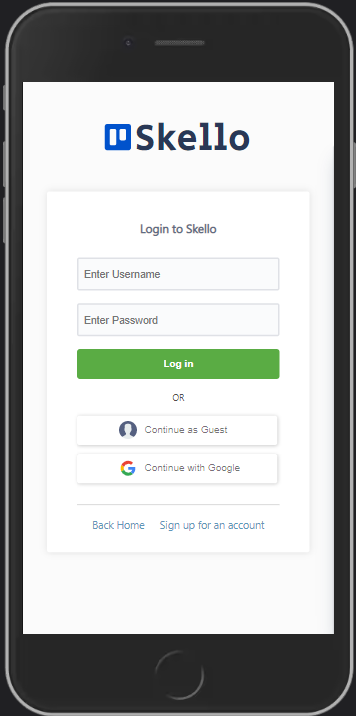 Skello
Login to Skello
Enter Username
Enter Password
Log in
OR
Continue as Guest
Continue with Google
Back Home Sign up for an account